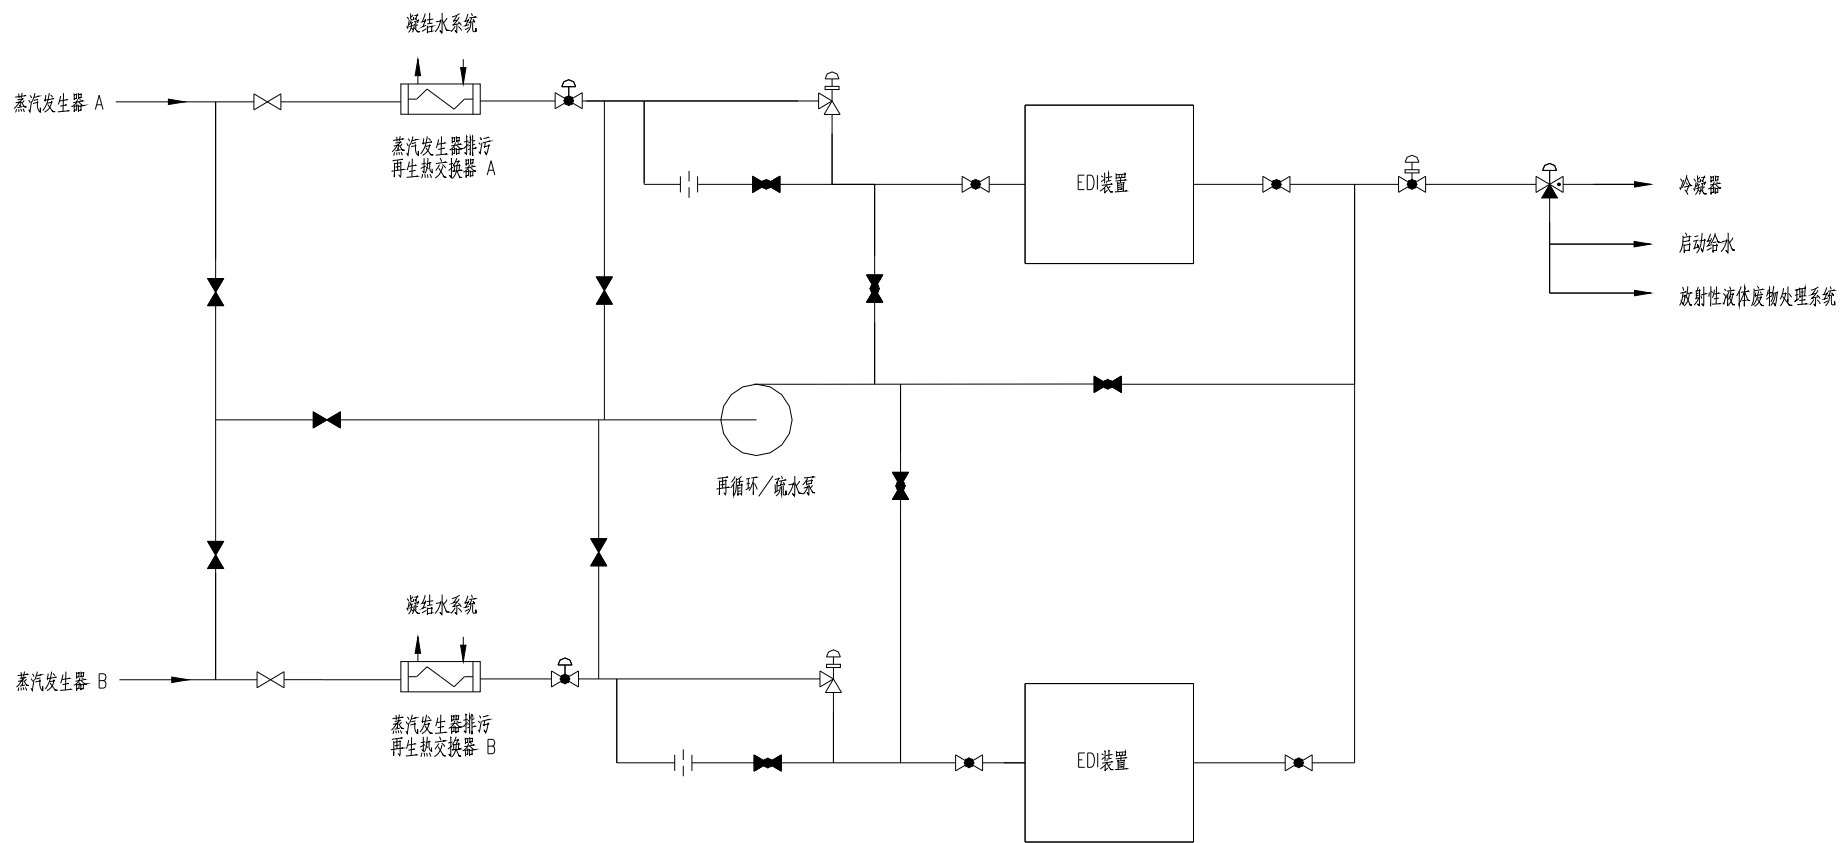 凝结水系统
蒸汽发生器 A
蒸汽发生器排污
再生热交换器 A
EDI装置
冷凝器
启动给水
放射性液体废物处理系统
再循环/疏水泵
凝结水系统
蒸汽发生器 B
蒸汽发生器排污
再生热交换器 B
EDI装置